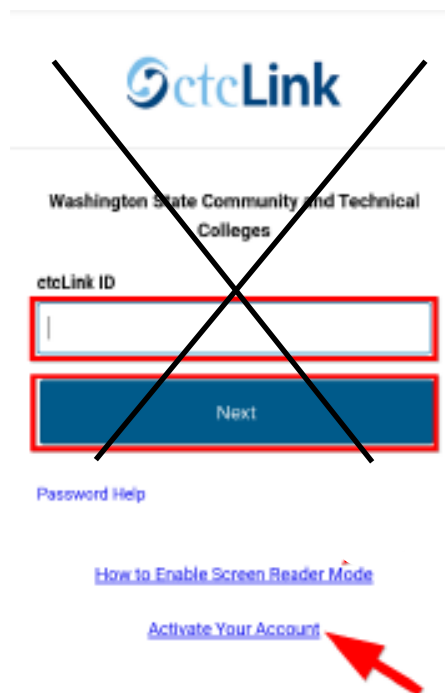 ctcLink
Washington State Community and Technical
Colleges
ctcLink ID
Next
Password Help
How to Enable Screen Reader Mode
Activate Your Account